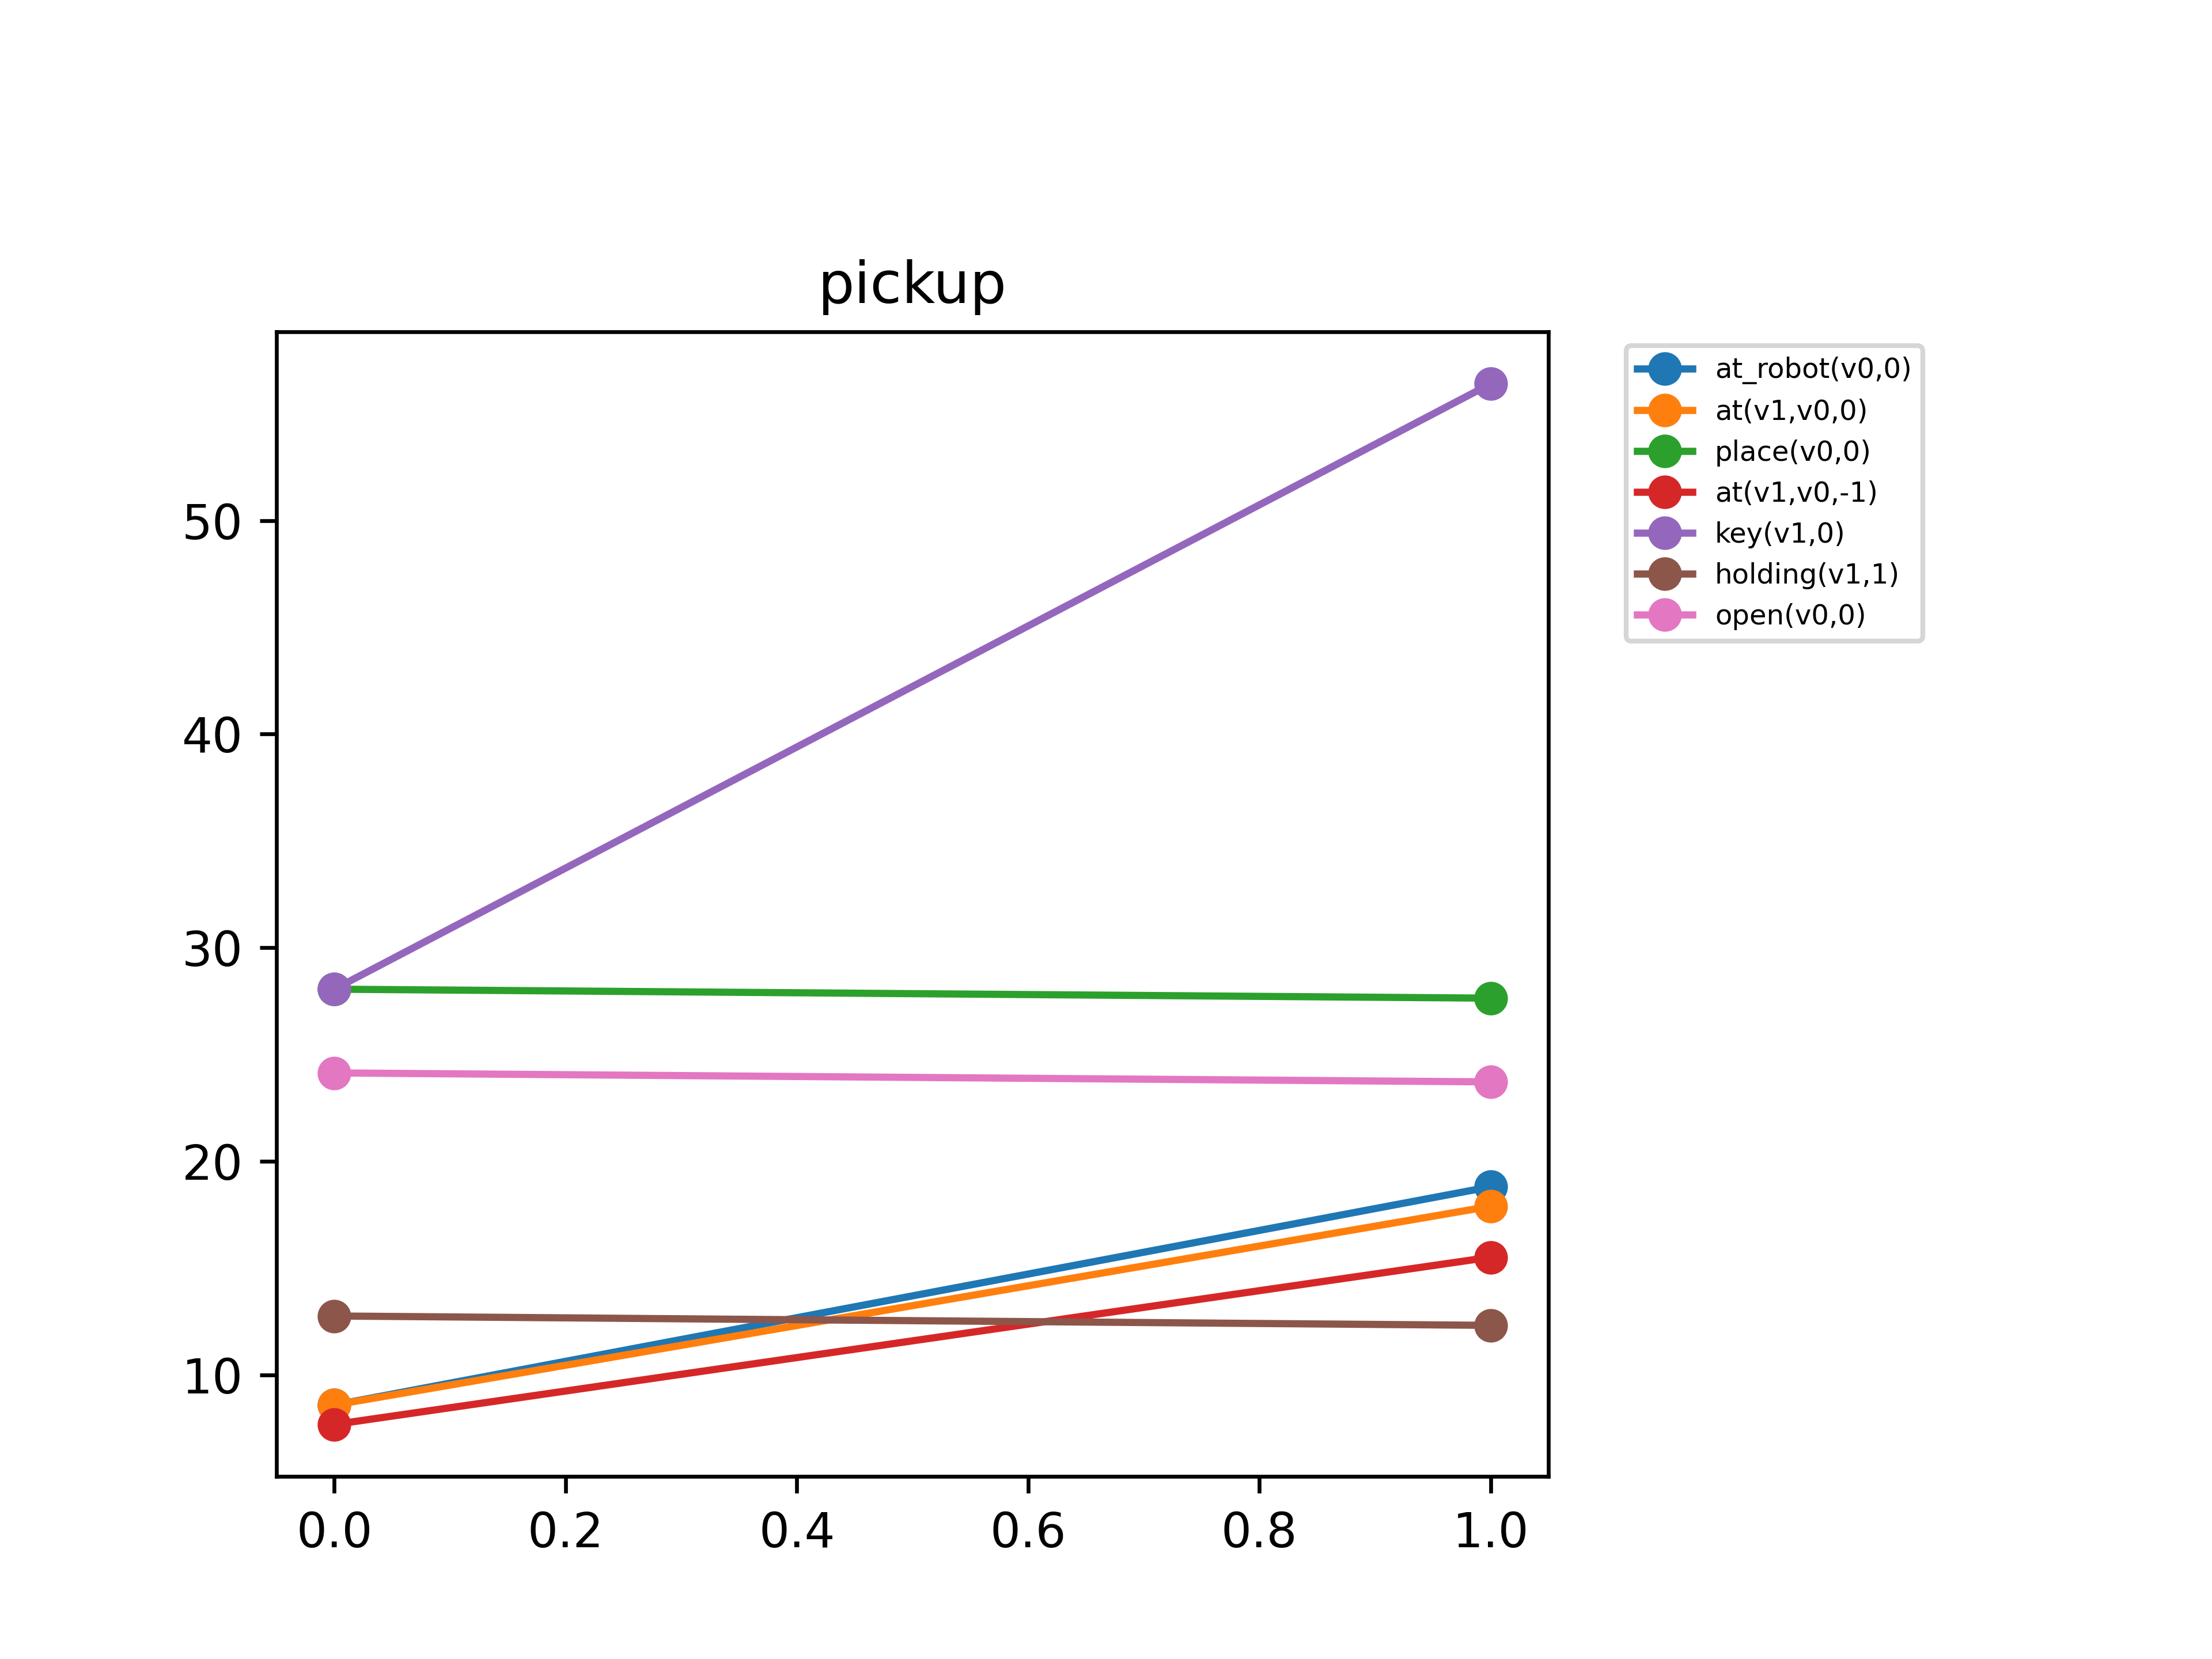 pickup
at_robot(v0,0)
at(v1,v0,0)
place(v0,0)
at(v1,v0,-1)
key(v1,0)
holding(v1,1)
open(v0,0)
50
40
30
20
10
0.0 0.2 0.4 0.6 0.8 1.0